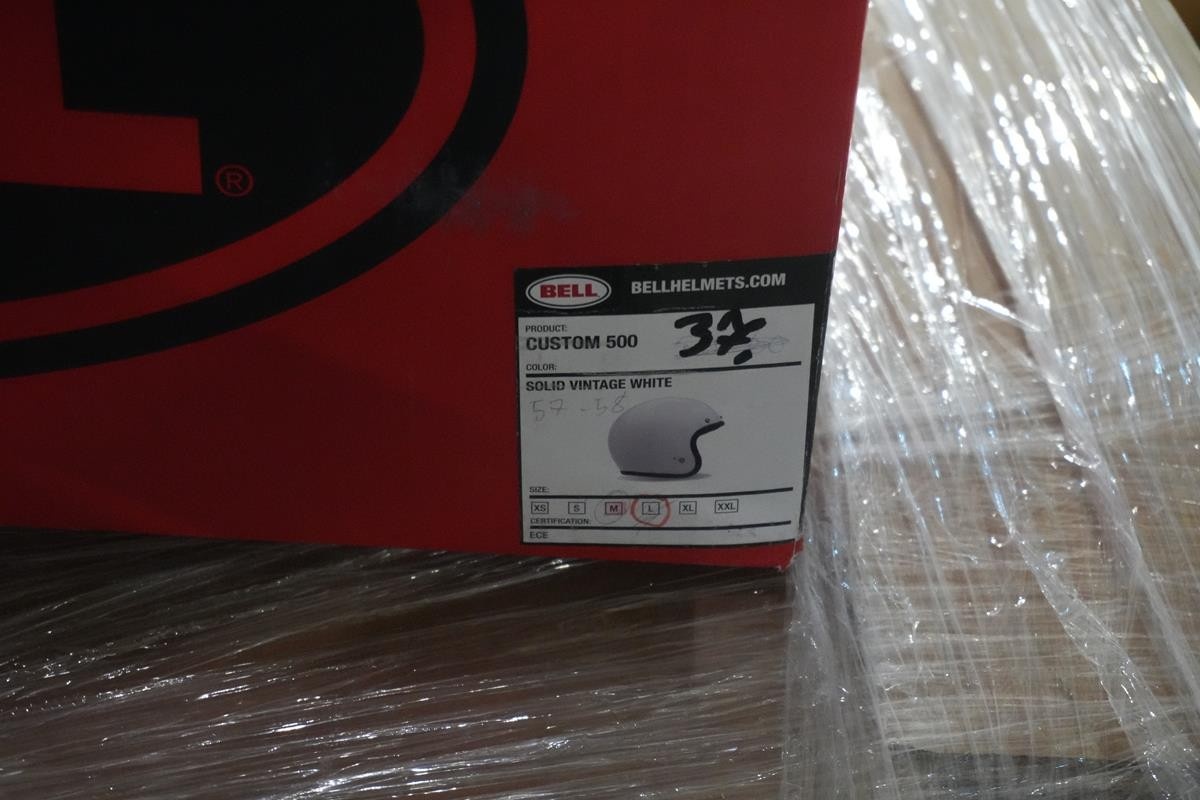 L®
BELL BELLHELMETS.COM
PRODUCT:
CUSTOM 500
37.
COLOR:
SOLID VINTAGE WHITE
57 - 58
SIZE:
XS S M L XL XXL
CERTIFICATION:
ECE